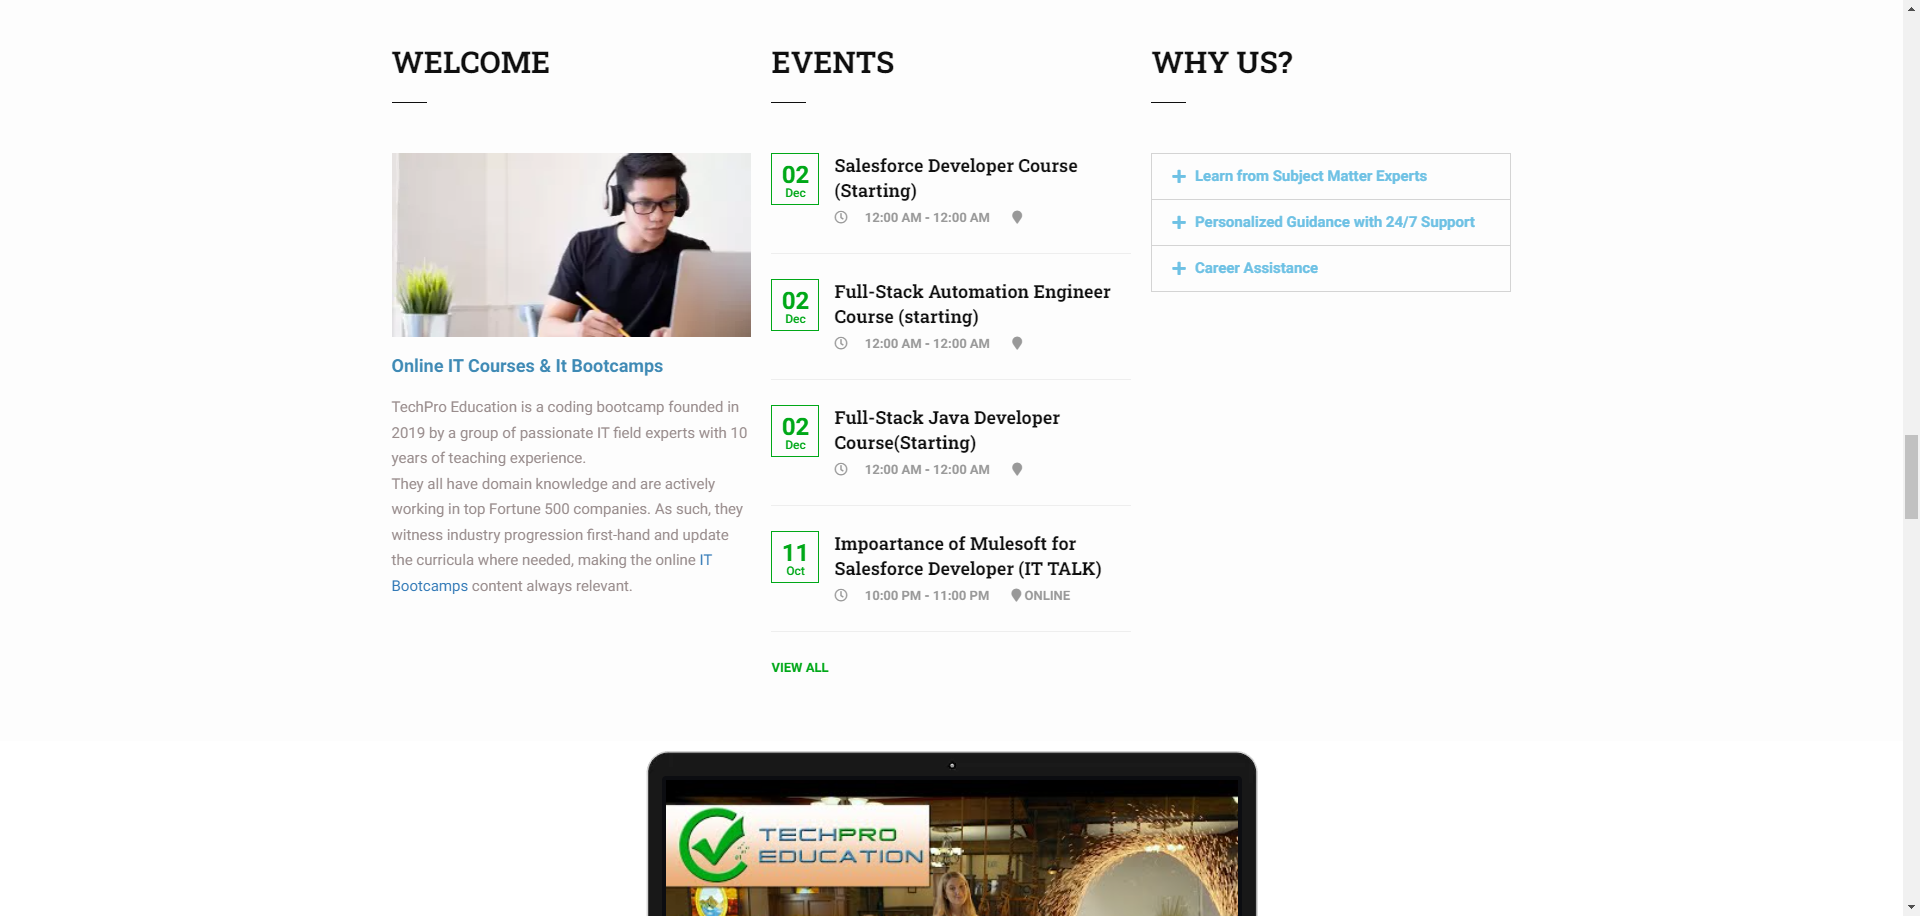 WELCOME
Online IT Courses & It Bootcamps
TechPro Education is a coding bootcamp founded in
2019 by a group of passionate IT field experts with 10
years of teaching experience.
They all have domain knowledge and are actively
working in top Fortune 500 companies. As such, they
witness industry progression first-hand and update
the curricula where needed, making the online IT
Bootcamps content always relevant.
EVENTS
02
Dec
Salesforce Developer Course
(Starting)
12:00 AM - 12:00 AM
02
Dec
Full-Stack Automation Engineer
Course (starting)
12:00 AM - 12:00 AM
02
Dec
Full-Stack Java Developer
Course(Starting)
12:00 AM - 12:00 AM
11
Oct
Impoartance of Mulesoft for
Salesforce Developer (IT TALK)
10:00 PM - 11:00 PM ONLINE
VIEW ALL
WHY US?
Learn from Subject Matter Experts
Personalized Guidance with 24/7 Support
Career Assistance
TECHPRO
EDUCATION